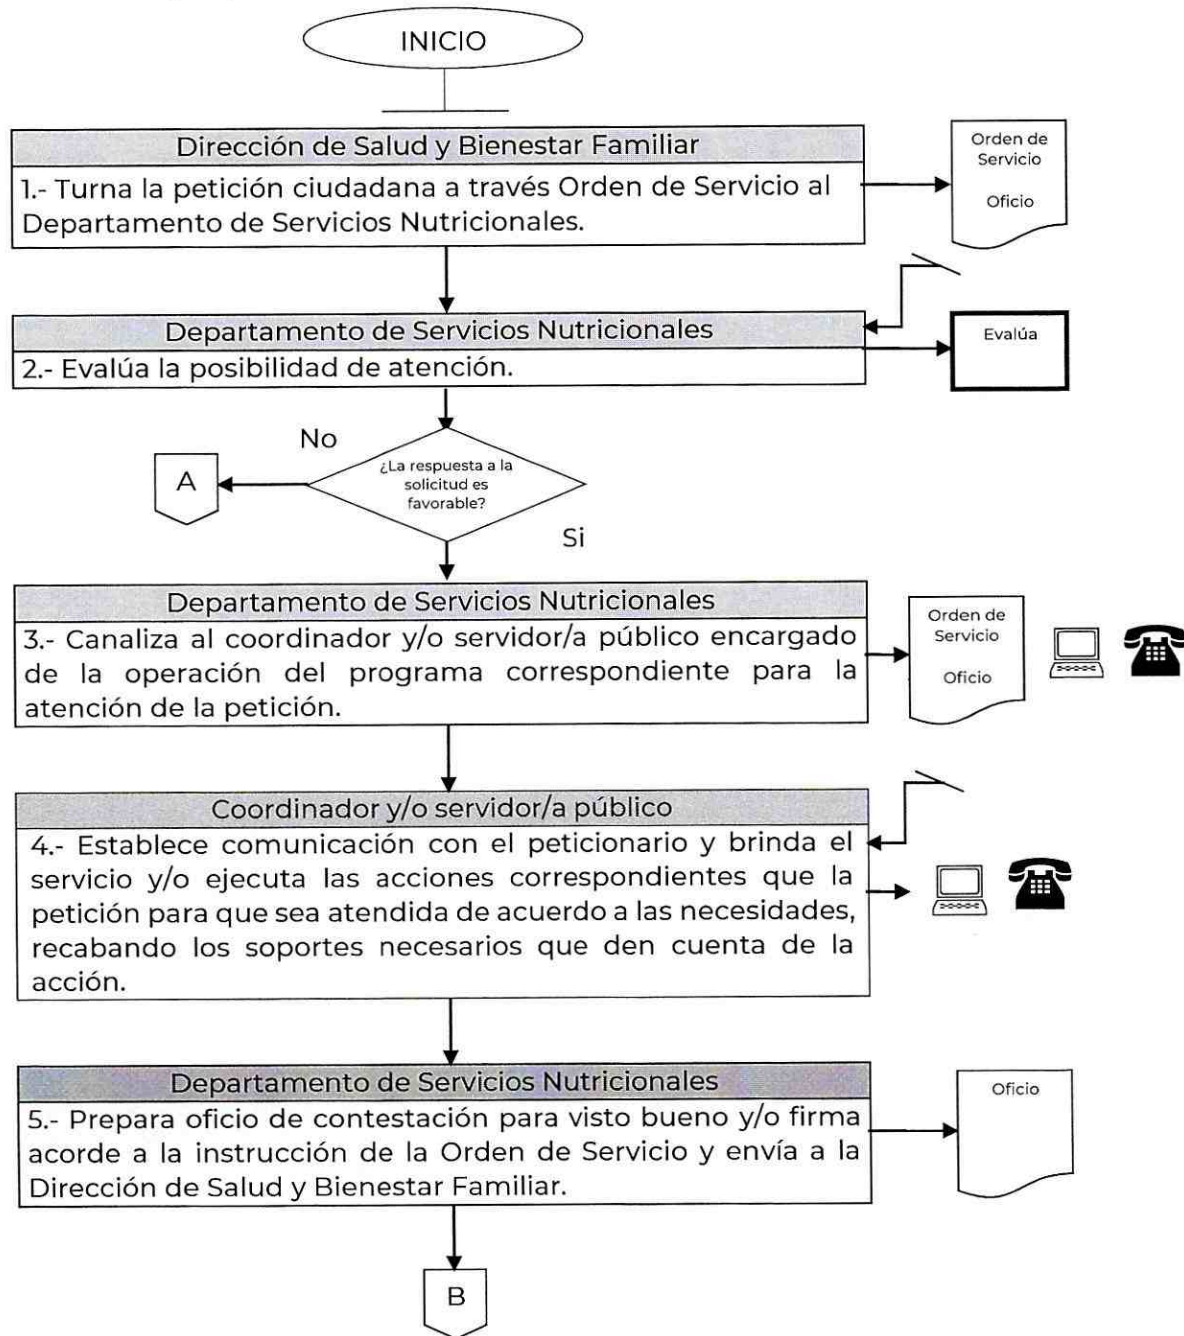 INICIO
Dirección de Salud y Bienestar Familiar
1.- Turna la petición ciudadana a través Orden de Servicio al
Departamento de Servicios Nutricionales.
Orden de
Servicio
Oficio
Departamento de Servicios Nutricionales
2.- Evalúa la posibilidad de atención.
Evalúa
No
¿La respuesta a la
solicitud es
favorable?
A
Si
Departamento de Servicios Nutricionales
3.- Canaliza al coordinador y/o servidor/a público encargado
de la operación del programa correspondiente para la
atención de la petición.
Orden de
Servicio
Oficio
Coordinador y/o servidor/a público
4.- Establece comunicación con el peticionario y brinda el
servicio y/o ejecuta las acciones correspondientes que la
petición para que sea atendida de acuerdo a las necesidades,
recabando los soportes necesarios que den cuenta de la
acción.
Departamento de Servicios Nutricionales
5.- Prepara oficio de contestación para visto bueno y/o firma
acorde a la instrucción de la Orden de Servicio y envía a la
Dirección de Salud y Bienestar Familiar.
Oficio
B